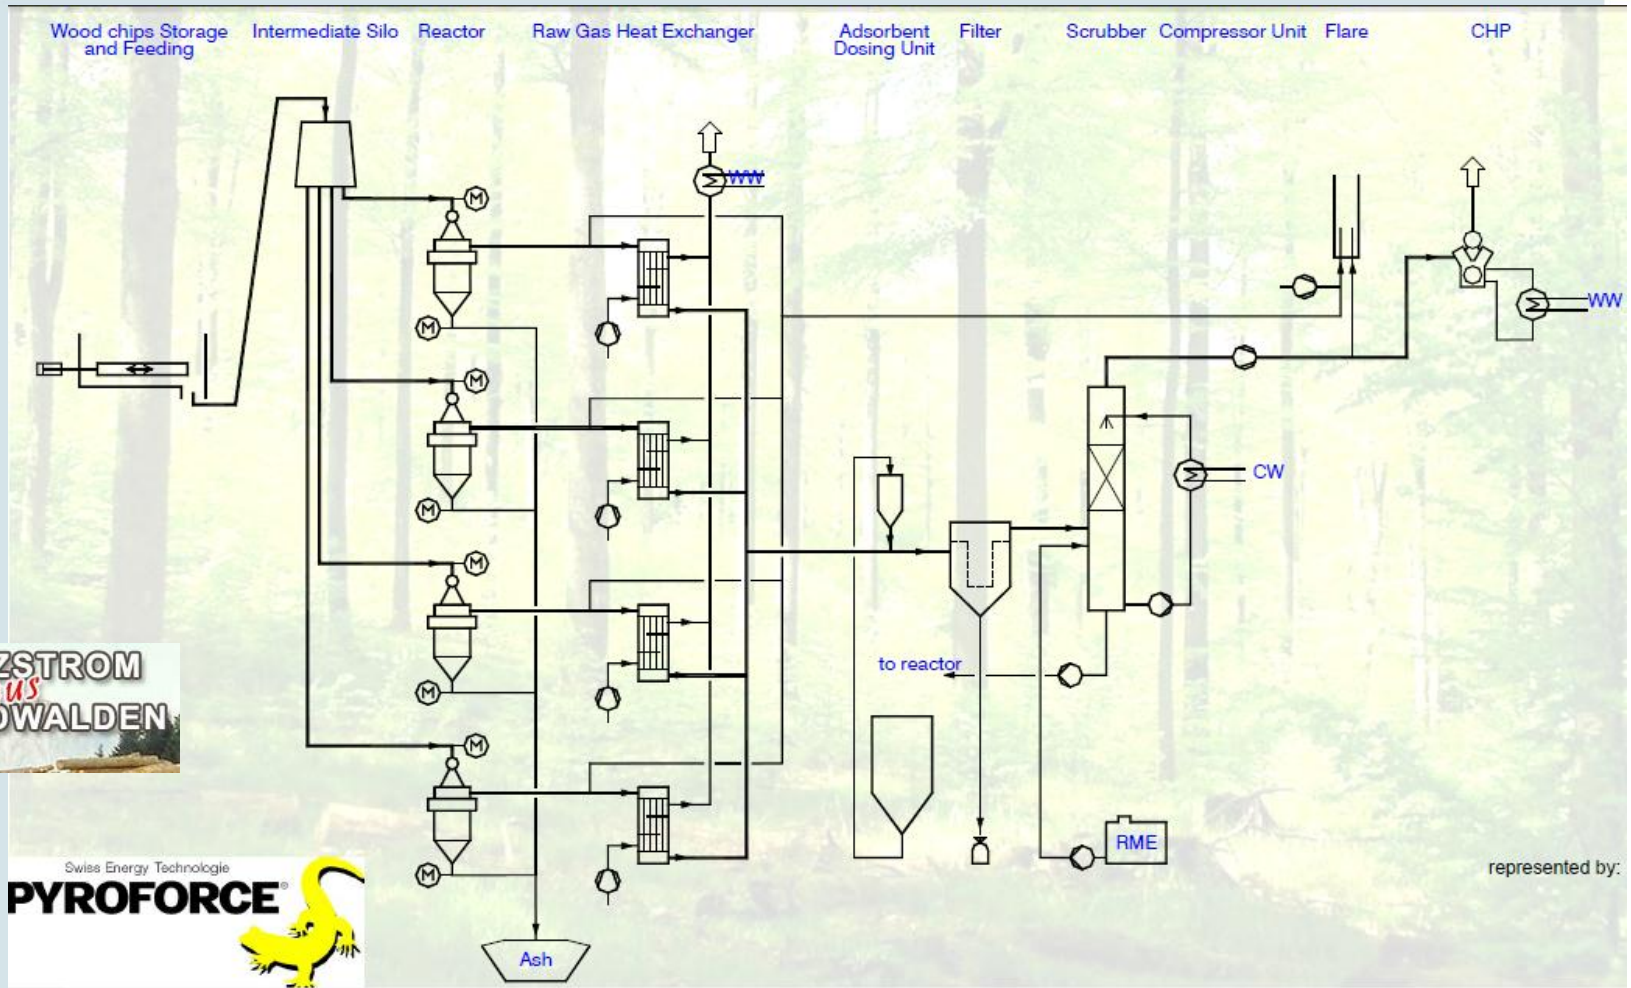 Wood chips Storage
and Feeding
Intermediate Silo
Reactor
Raw Gas Heat Exchanger
Adsorbent
Dosing Unit
Filter
Scrubber
Compressor Unit
Flare
CHP
WW
M
M
WW
M
M
CW
M
M
to reactor
ZSTROM
us
DWALDEN
M
RME
M
represented by:
Swiss Energy Technologie
PYROFORCE®
Ash